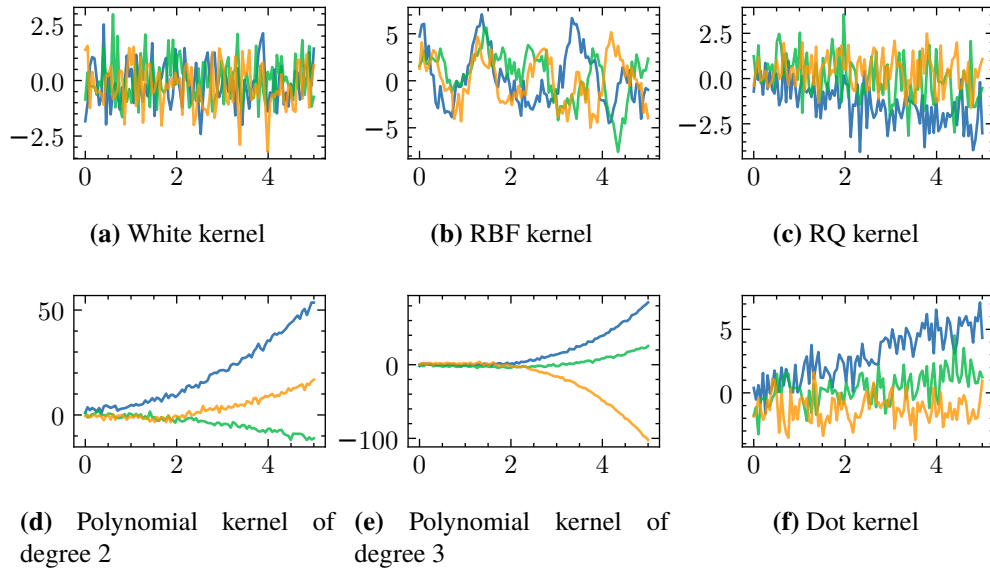 2.5
0.0
−2.5
0 2 4
(a) White kernel
5
0
−5
0 2 4
(b) RBF kernel
2.5
0.0
−2.5
0 2 4
(c) RQ kernel
50
0
0 2 4
(d) Polynomial kernel of
degree 2
0
−100
0 2 4
(e) Polynomial kernel of
degree 3
5
0
0 2 4
(f) Dot kernel